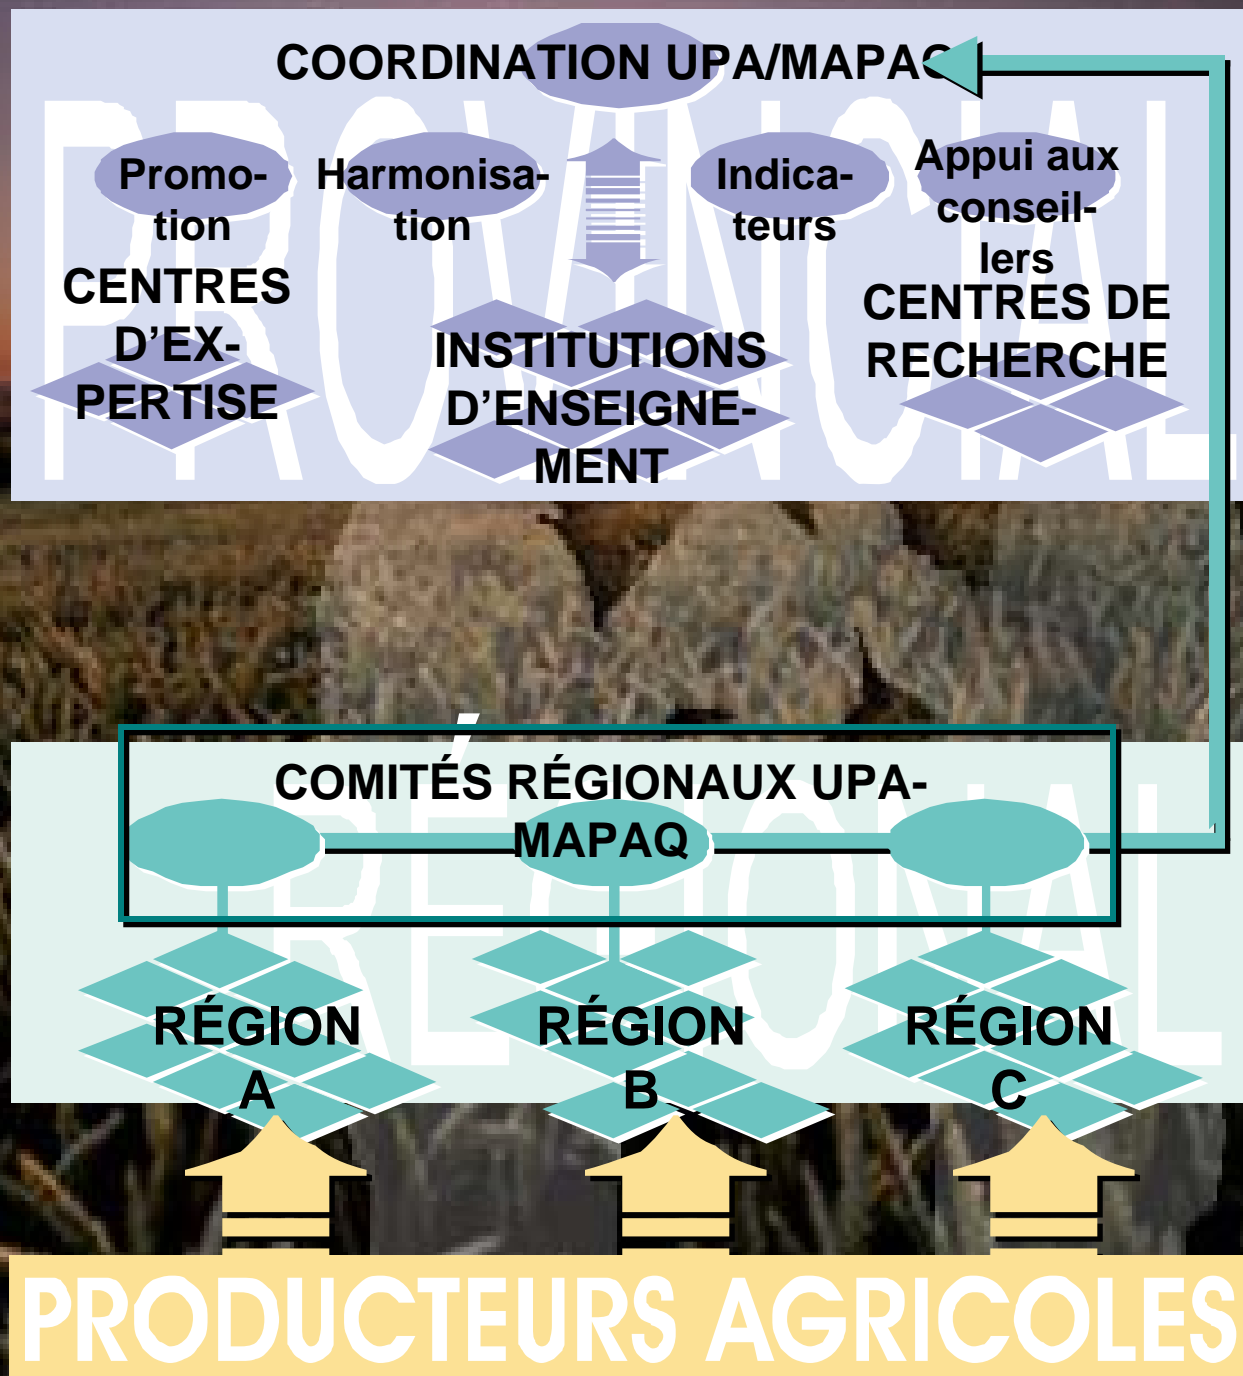 COORDINATION UPA/MAPAQ
PROVINCIAL
Promo-
tion
Harmonisa-
tion
Indica-
teurs
Appui aux
conseil-
lers
CENTRES
D'EX-
PERTISE
INSTITUTIONS
D'ENSEIGNE-
MENT
CENTRES DE
RECHERCHE
RÉGIONAL
COMITÉS RÉGIONAUX UPA-
MAPAQ
RÉGION
A
RÉGION
B
RÉGION
C
PRODUCTEURS AGRICOLES